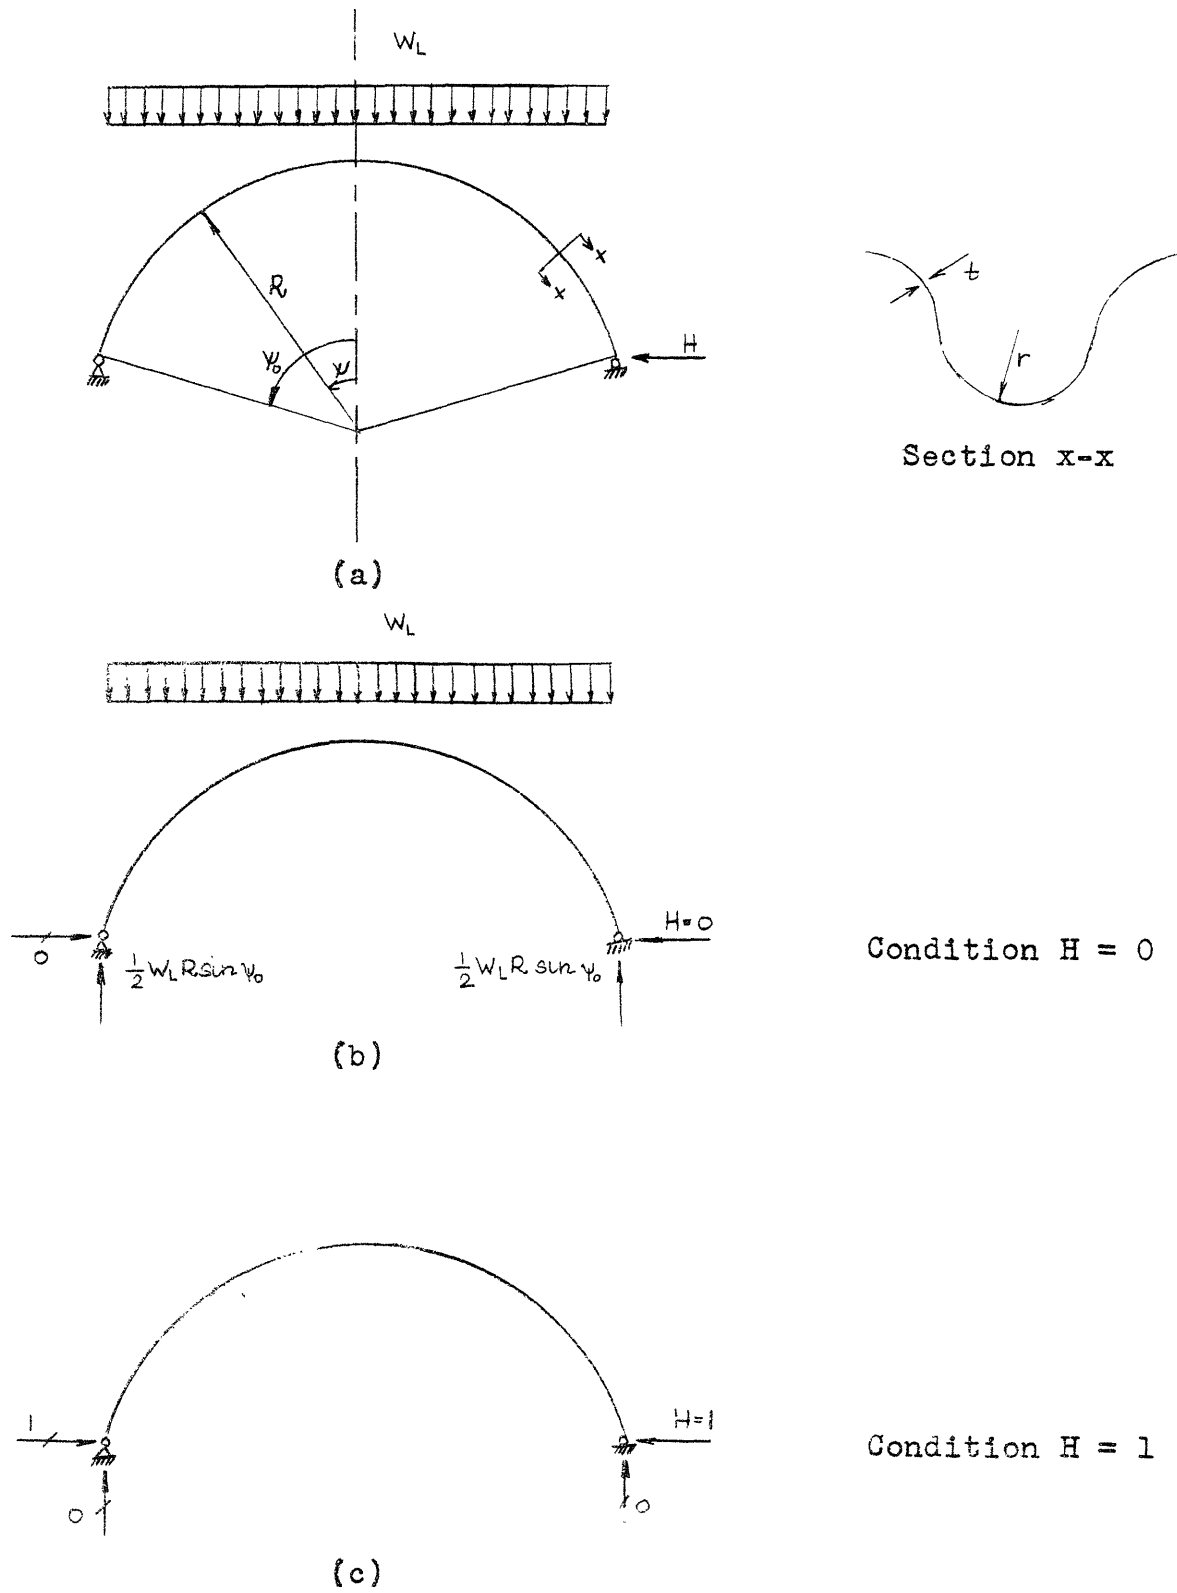 W_L
R
ψ₀
ψ
x
x
H
t
r
Section x-x
(a)
W_L
0
½ W_L R sin ψ₀
½ W_L R sin ψ₀
H=0
Condition H = 0
(b)
1
0
H=1
0
Condition H = 1
(c)